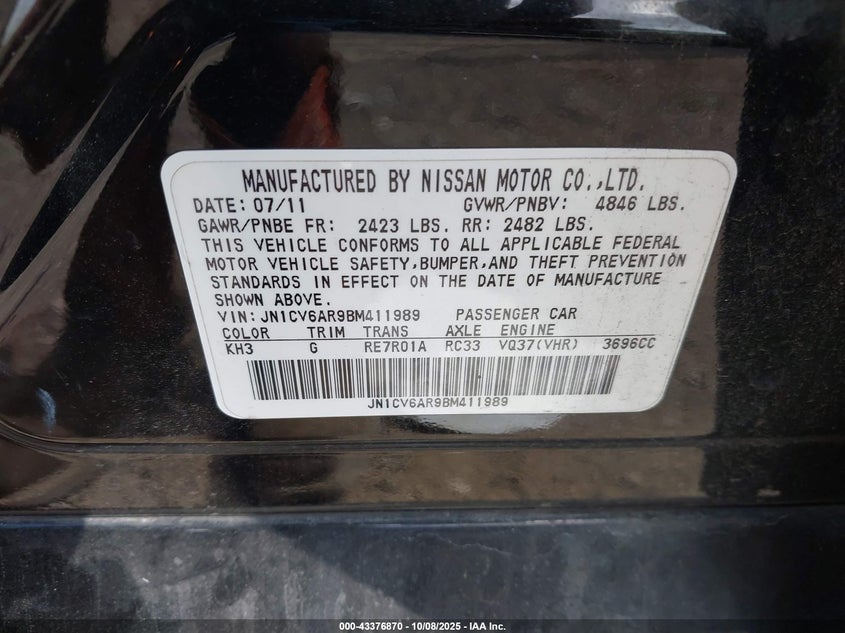 MANUFACTURED BY NISSAN MOTOR CO.,LTD.
DATE: 07/11 GVWR/PNBV: 4846 LBS.
GAWR/PNBE FR: 2423 LBS. RR: 2482 LBS.
THIS VEHICLE CONFORMS TO ALL APPLICABLE FEDERAL
MOTOR VEHICLE SAFETY,BUMPER,AND THEFT PREVENTION
STANDARDS IN EFFECT ON THE DATE OF MANUFACTURE
SHOWN ABOVE.
VIN: JN1CV6AR9BM411989 PASSENGER CAR
COLOR TRIM TRANS AXLE ENGINE
KH3 G RE7R01A RC33 VQ37(VHR) 3696CC
JN1CV6AR9BM411989
000-43376870 - 10/08/2025 - IAA Inc.